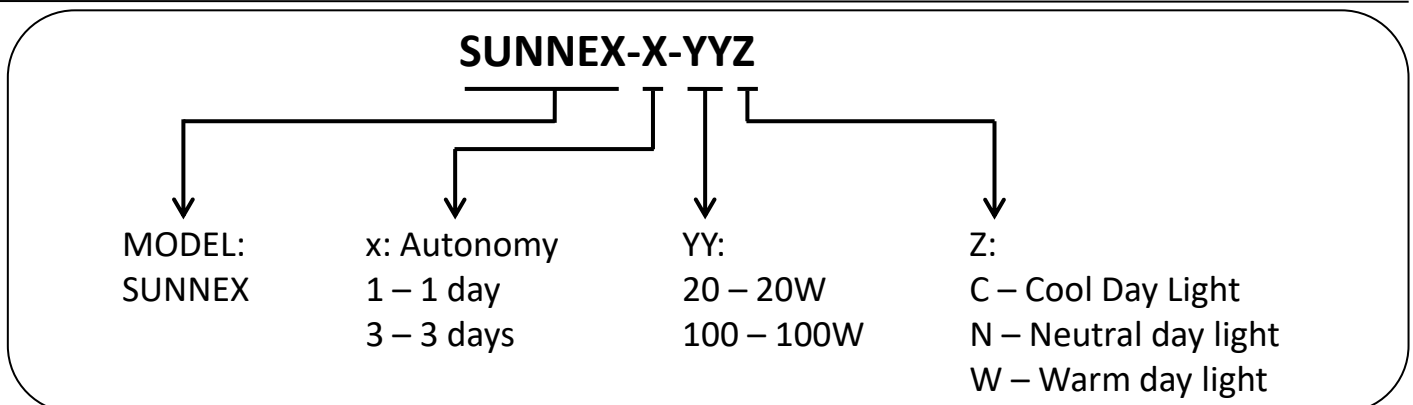 SUNNEX-X-YYZ
MODEL:
SUNNEX
x: Autonomy
1 – 1 day
3 – 3 days
YY:
20 – 20W
100 – 100W
Z:
C – Cool Day Light
N – Neutral day light
W – Warm day light